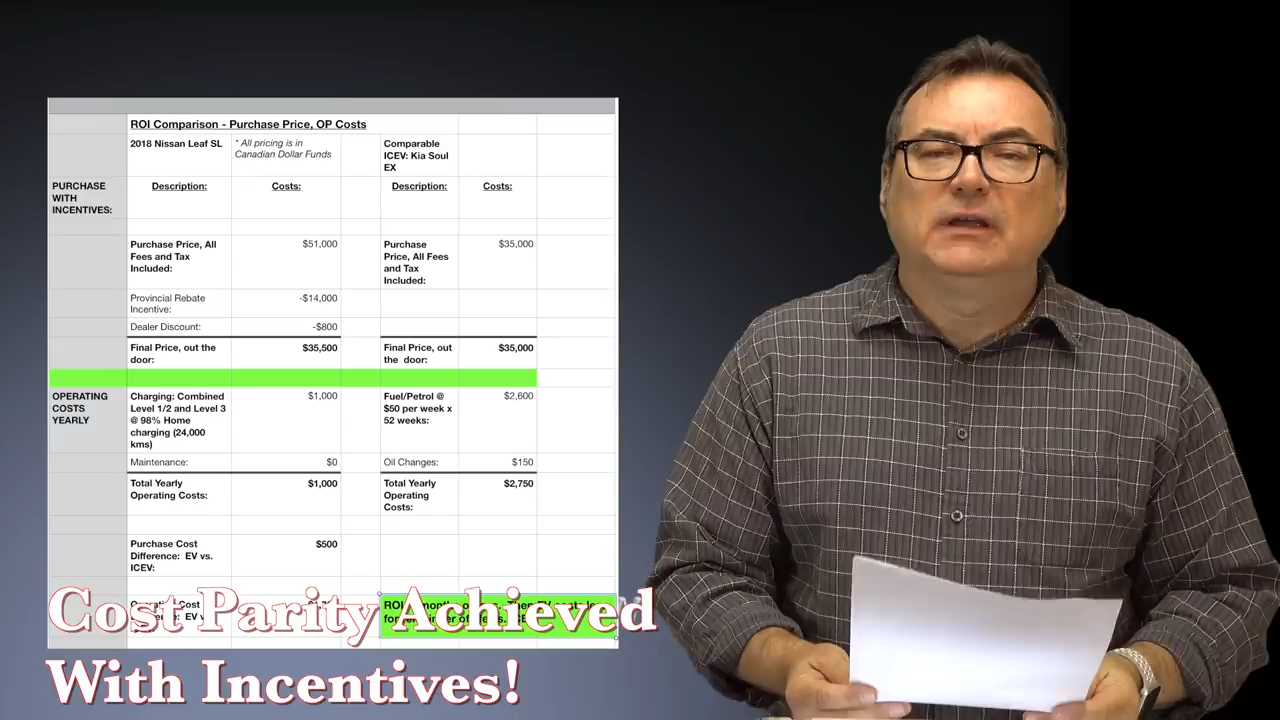 ROI Comparison - Purchase Price, OP Costs
2018 Nissan Leaf SL
* All pricing is in
Canadian Dollar Funds
Comparable
ICEV: Kia Soul
EX
PURCHASE
WITH
INCENTIVES:
Description:
Costs:
Description:
Costs:
Purchase Price, All
Fees and Tax
Included:
$51,000
Purchase
Price, All Fees
and Tax
Included:
$35,000
Provincial Rebate
Incentive:
-$14,000
Dealer Discount:
-$800
Final Price, out the
door:
$35,500
Final Price, out
the door:
$35,000
OPERATING
COSTS
YEARLY
Charging: Combined
Level 1/2 and Level 3
@ 98% Home
charging (24,000
kms)
$1,000
Fuel/Petrol @
$50 per week x
52 weeks:
$2,600
Maintenance:
$0
Oil Changes:
$150
Total Yearly
Operating Costs:
$1,000
Total Yearly
Operating
Costs:
$2,750
Purchase Cost
Difference: EV vs.
ICEV:
$500
Cost
ROI
Cost Parity Achieved
With Incentives!